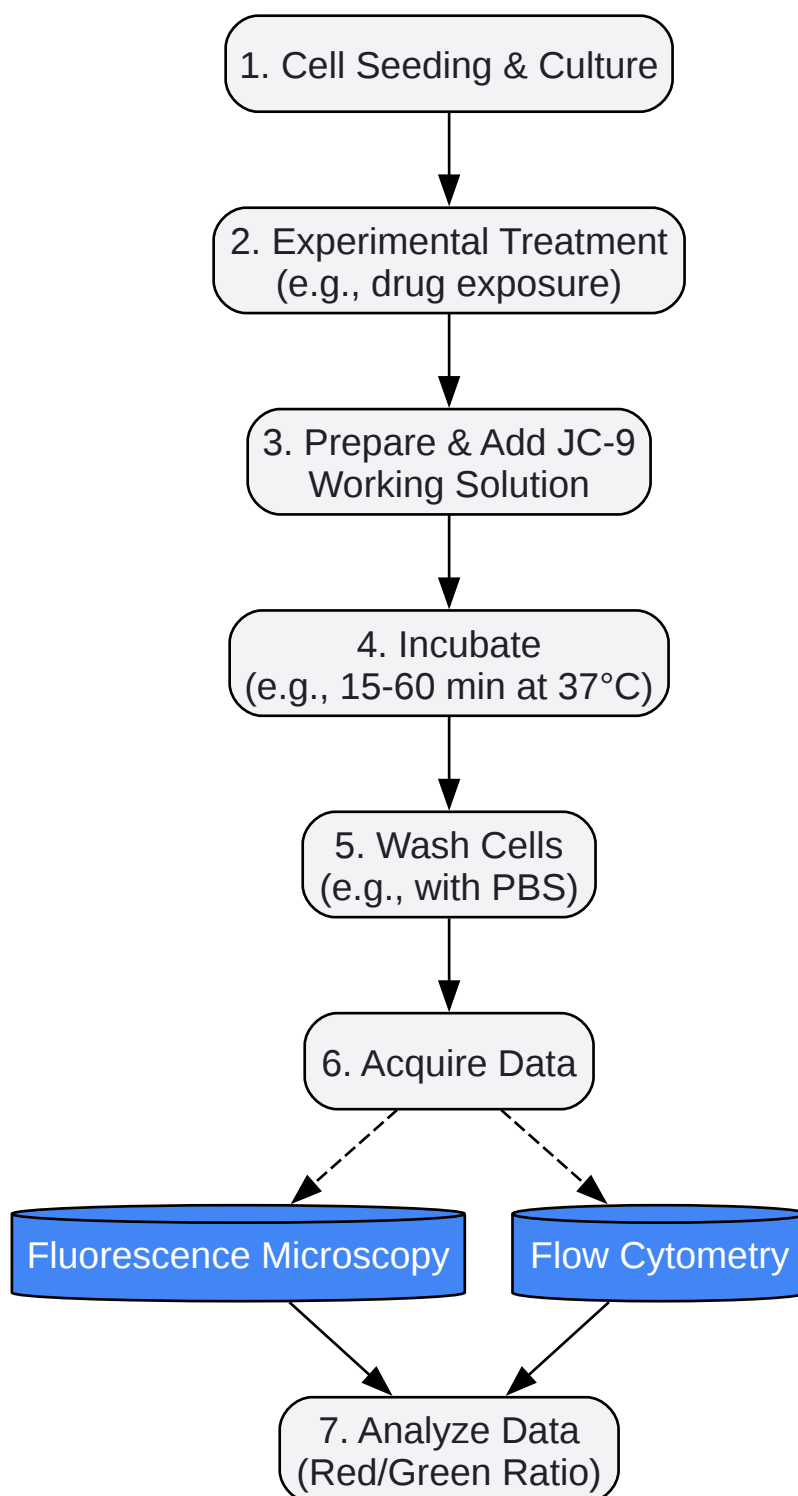 1. Cell Seeding & Culture
2. Experimental Treatment
(e.g., drug exposure)
3. Prepare & Add JC-9
Working Solution
4. Incubate
(e.g., 15-60 min at 37°C)
5. Wash Cells
(e.g., with PBS)
6. Acquire Data
Fluorescence Microscopy
Flow Cytometry
7. Analyze Data
(Red/Green Ratio)